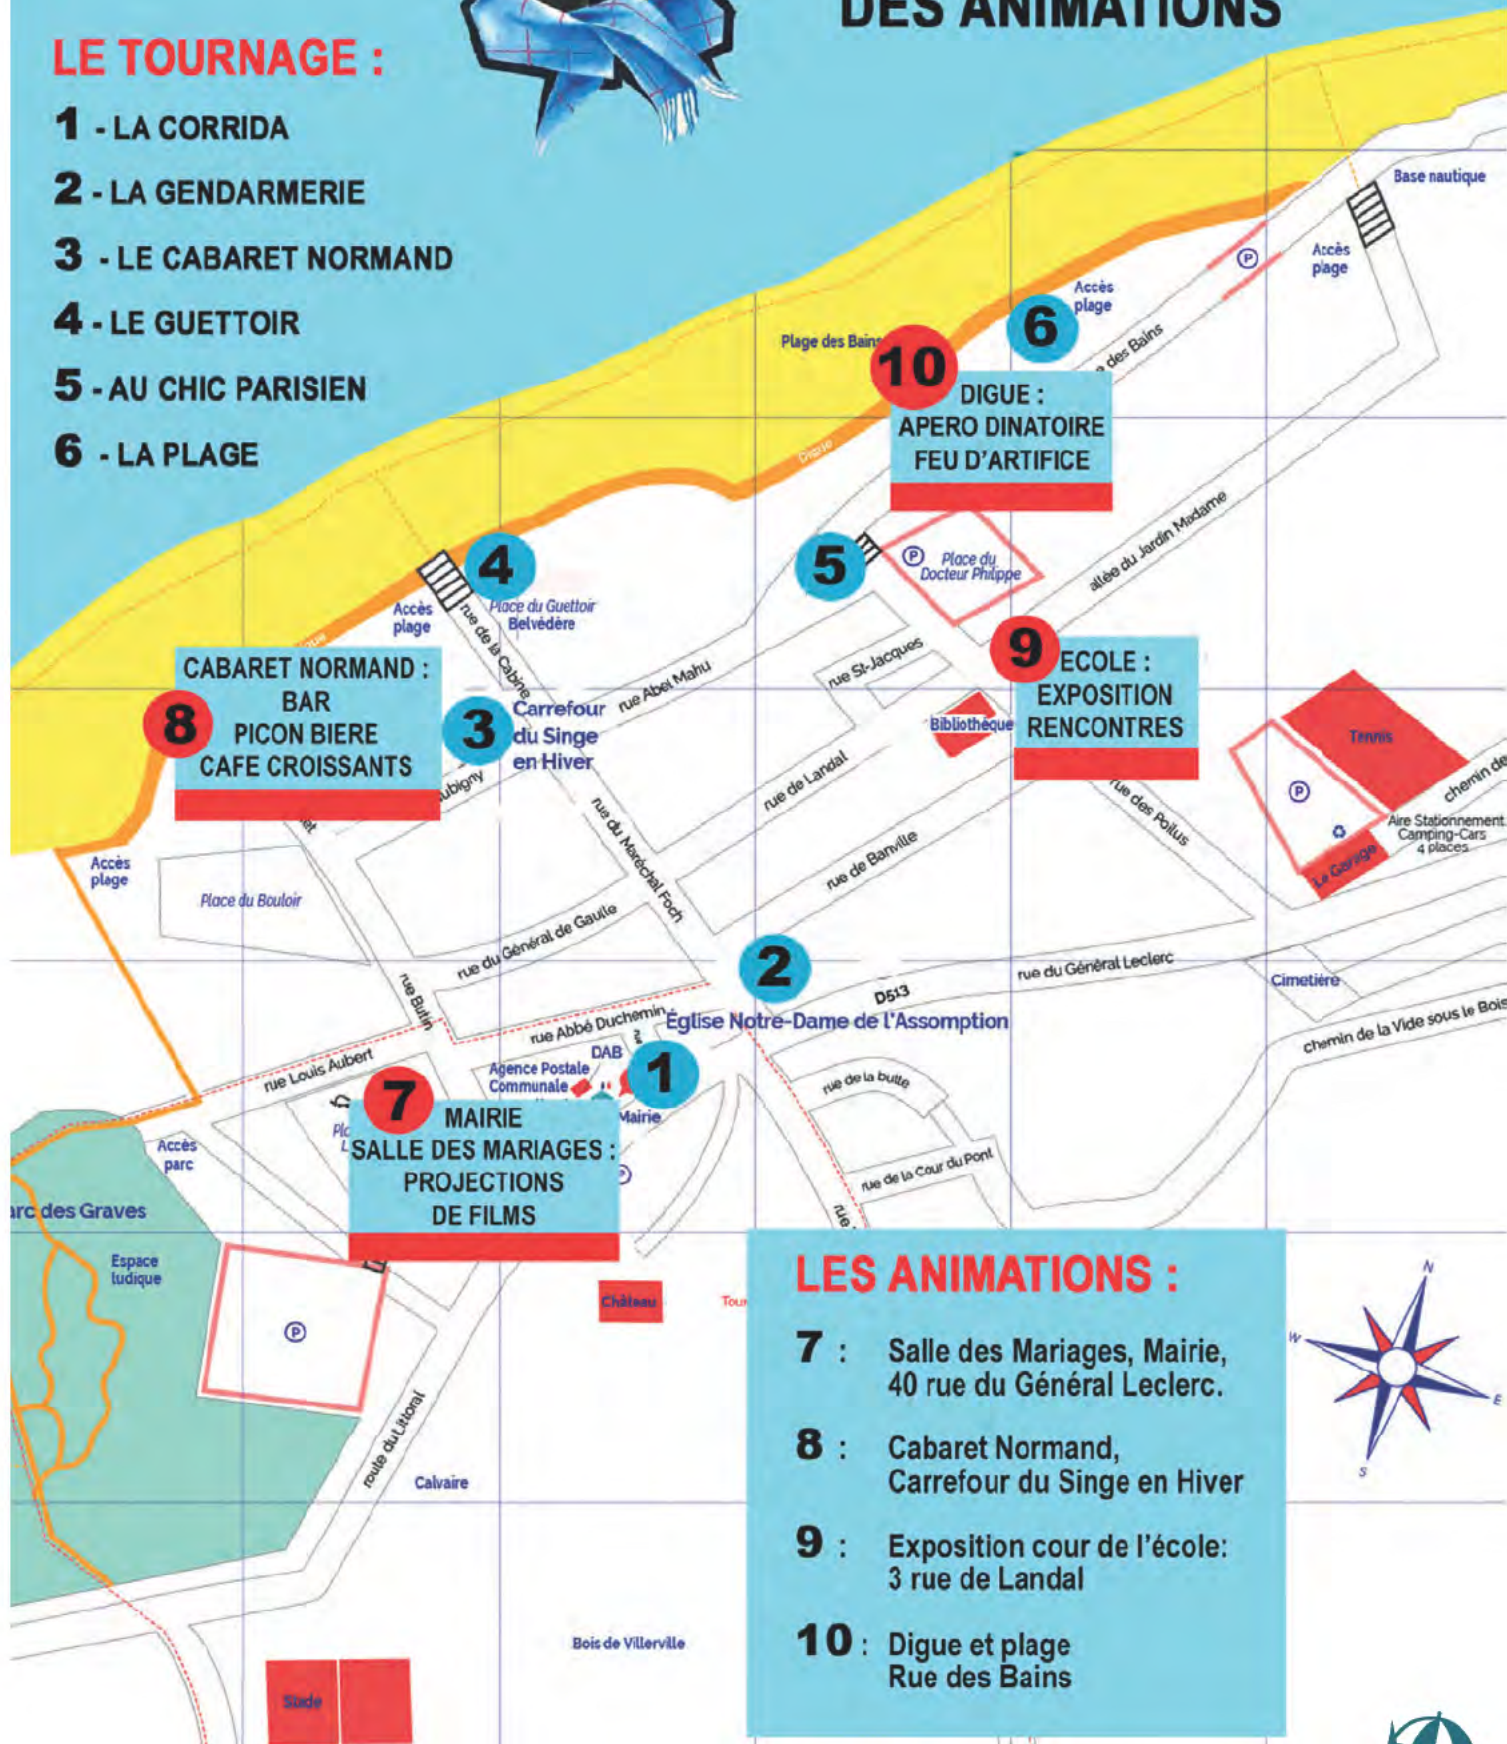 DES ANIMATIONS
LE TOURNAGE :
1 - LA CORRIDA
2 - LA GENDARMERIE
3 - LE CABARET NORMAND
4 - LE GUETTOIR
5 - AU CHIC PARISIEN
6 - LA PLAGE
Base nautique
Accès
plage
P
Accès
plage
6
Plage des Bains
des Bains
10
DIGUE :
APERO DINATOIRE
FEU D'ARTIFICE
Digue
allée du Jardin Madame
4
5
P
Place du
Docteur Philippe
Accès
plage
Place du Guettoir
Belvédère
rue de la Cabine
rue Abel Mahu
rue St-Jacques
9
ECOLE :
EXPOSITION
RENCONTRES
CABARET NORMAND :
BAR
PICON BIERE
CAFE CROISSANTS
8
3
Carrefour
du Singe
en Hiver
Bibliothèque
Tennis
rue de Landal
rue des Poilus
P
chemin de
Aire Stationnement
Camping-Cars
4 places
Le Garage
rue du Maréchal Foch
rue de Banville
Accès
plage
Place du Bouloir
rue du Général de Gaulle
2
rue du Général Leclerc
D513
Cimetière
rue Butin
rue Abbé Duchemin
Église Notre-Dame de l'Assomption
chemin de la Vide sous le Bois
rue Louis Aubert
DAB
Agence Postale
Communale
1
Mairie
rue de la butte
7
MAIRIE
SALLE DES MARIAGES :
PROJECTIONS
DE FILMS
P
Accès
parc
rue de la Cour du Pont
rue
arc des Graves
Espace
ludique
P
Château
Tour
route du Littoral
Calvaire
Bois de Villerville
Stade
LES ANIMATIONS :
7 : Salle des Mariages, Mairie,
40 rue du Général Leclerc.
8 : Cabaret Normand,
Carrefour du Singe en Hiver
9 : Exposition cour de l'école:
3 rue de Landal
10 : Digue et plage
Rue des Bains
N
W
E
S